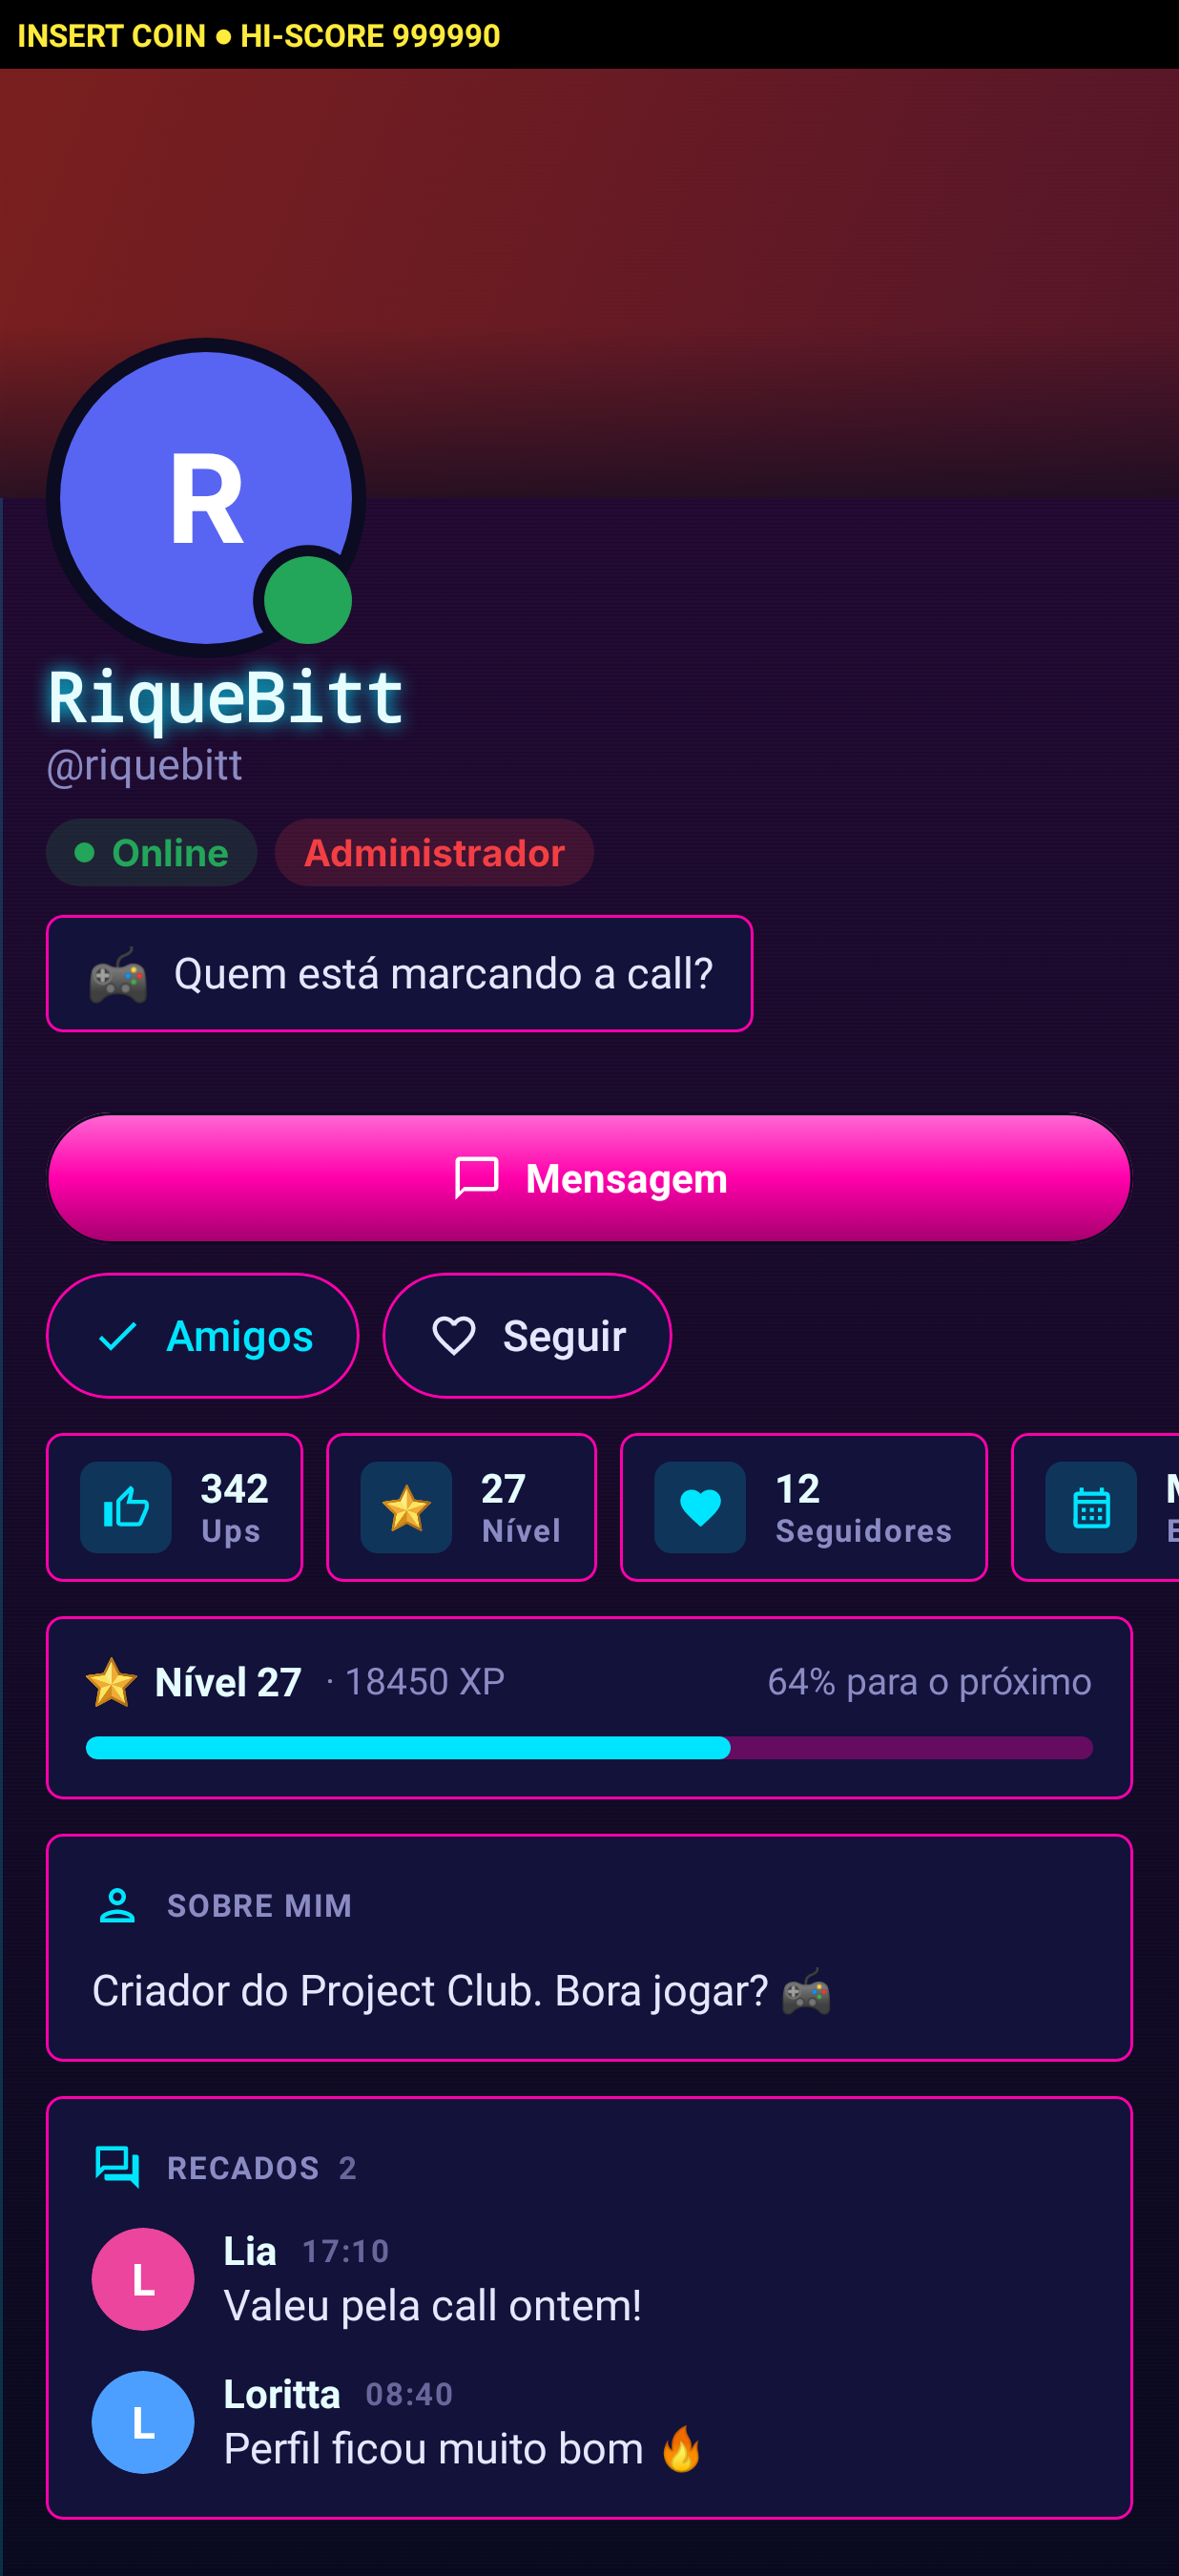 INSERT COIN ● HI-SCORE 999990
R
RiqueBitt
@riquebitt
Online
Administrador
🎮 Quem está marcando a call?
Mensagem
Amigos
Seguir
342
Ups
27
Nível
12
Seguidores
⭐ Nível 27 · 18450 XP
64% para o próximo
SOBRE MIM
Criador do Project Club. Bora jogar? 🎮
RECADOS 2
L
Lia 17:10
Valeu pela call ontem!
L
Loritta 08:40
Perfil ficou muito bom 🔥